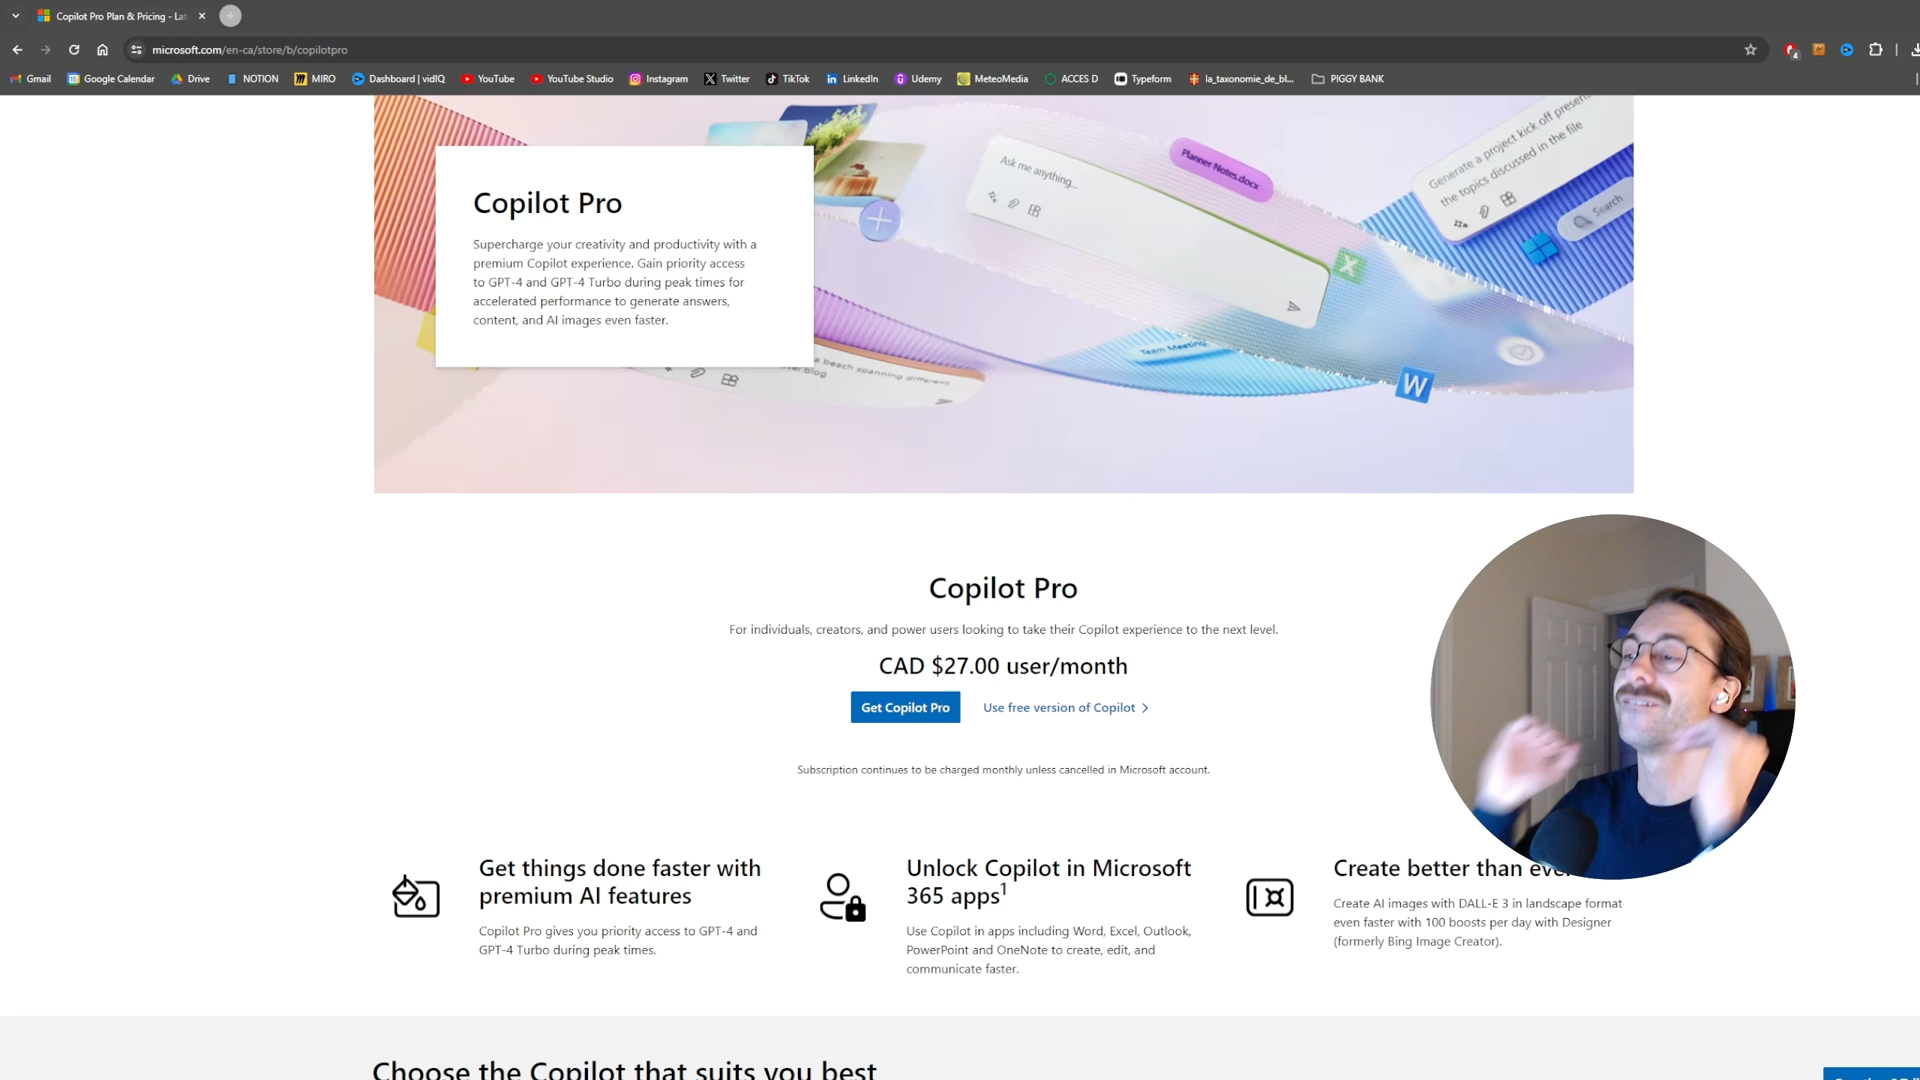 Copilot Pro Plan & Pricing - Lat
microsoft.com/en-ca/store/b/copilotpro
Gmail
Google Calendar
Drive
NOTION
MIRO
Dashboard | vidIQ
YouTube
YouTube Studio
Instagram
Twitter
TikTok
LinkedIn
Udemy
MeteoMedia
ACCES D
Typeform
la_taxonomie_de_bl...
PIGGY BANK
Copilot Pro
Supercharge your creativity and productivity with a
premium Copilot experience. Gain priority access
to GPT-4 and GPT-4 Turbo during peak times for
accelerated performance to generate answers,
content, and AI images even faster.
Ask me anything...
Planner Notes.docx
Generate a project kick off present
the topics discussed in the file
Search
X
Team Meeting
W
a beach spanning different
blog
Copilot Pro
For individuals, creators, and power users looking to take their Copilot experience to the next level.
CAD $27.00 user/month
Get Copilot Pro
Use free version of Copilot >
Subscription continues to be charged monthly unless cancelled in Microsoft account.
Get things done faster with
premium AI features
Copilot Pro gives you priority access to GPT-4 and
GPT-4 Turbo during peak times.
Unlock Copilot in Microsoft
365 apps1
Use Copilot in apps including Word, Excel, Outlook,
PowerPoint and OneNote to create, edit, and
communicate faster.
Create better than eve
Create AI images with DALL-E 3 in landscape format
even faster with 100 boosts per day with Designer
(formerly Bing Image Creator).
Choose the Copilot that suits you best